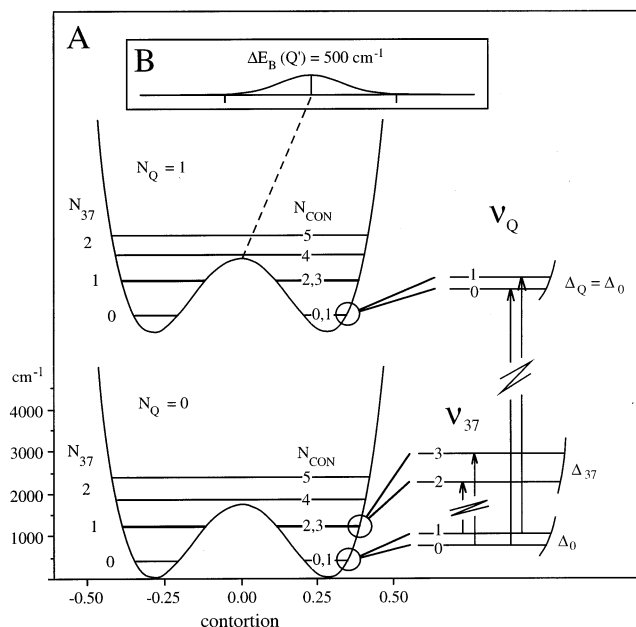 A
B
ΔE_B (Q') = 500 cm⁻¹
N_Q = 1
N_37
N_CON
2
5
4
1
2,3
0
0,1
ν_Q
1
0
Δ_Q = Δ_0
cm⁻¹
4000
3000
2000
1000
N_Q = 0
N_37
N_CON
2
5
4
1
2,3
0
0,1
ν_37
3
2
Δ_37
1
0
Δ_0
-0.50
-0.25
0.00
0.25
0.50
contortion